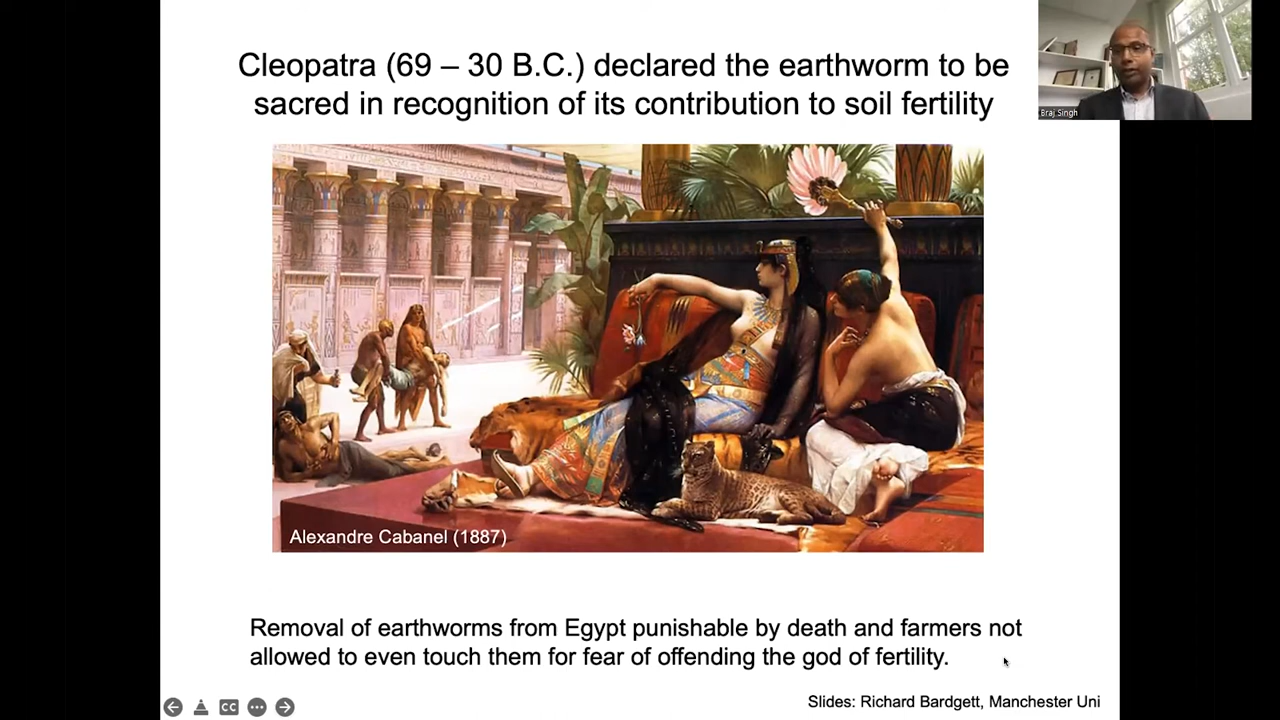 Cleopatra (69 – 30 B.C.) declared the earthworm to be
sacred in recognition of its contribution to soil fertility
Braj Singh
Alexandre Cabanel (1887)
Removal of earthworms from Egypt punishable by death and farmers not
allowed to even touch them for fear of offending the god of fertility.
CC
Slides: Richard Bardgett, Manchester Uni